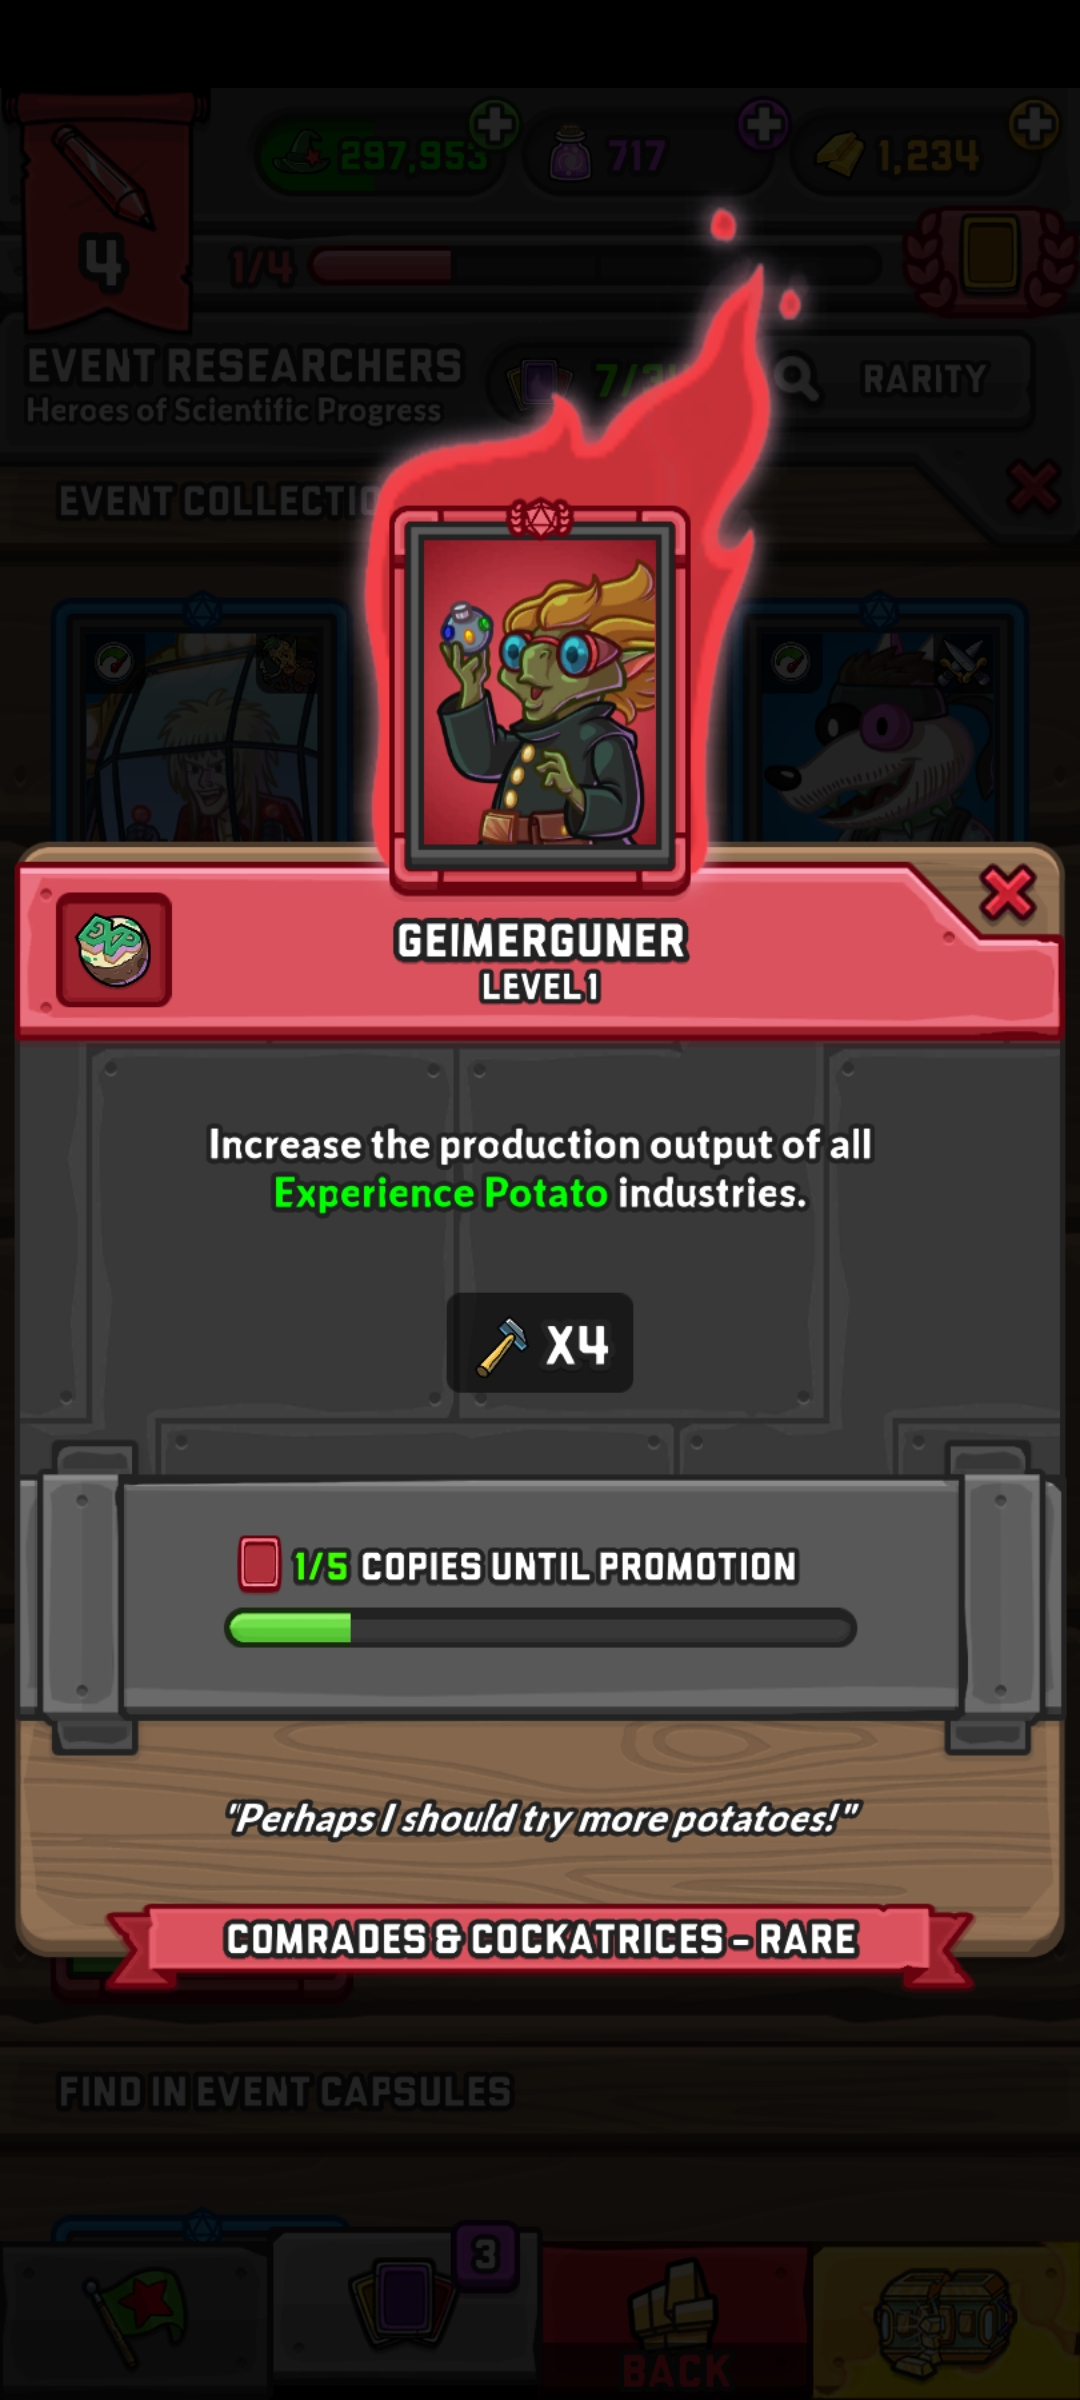 297,953
717
1,234
4
1/4
EVENT RESEARCHERS
Heroes of Scientific Progress
RARITY
EVENT
EXP
GEIMERGUNER
LEVEL 1
Increase the production output of all
Experience Potato industries.
X4
1/5 COPIES UNTIL PROMOTION
"Perhaps I should try more potatoes!"
COMRADES & COCKATRICES - RARE
FIND IN EVENT CAPSULES
3
BACK